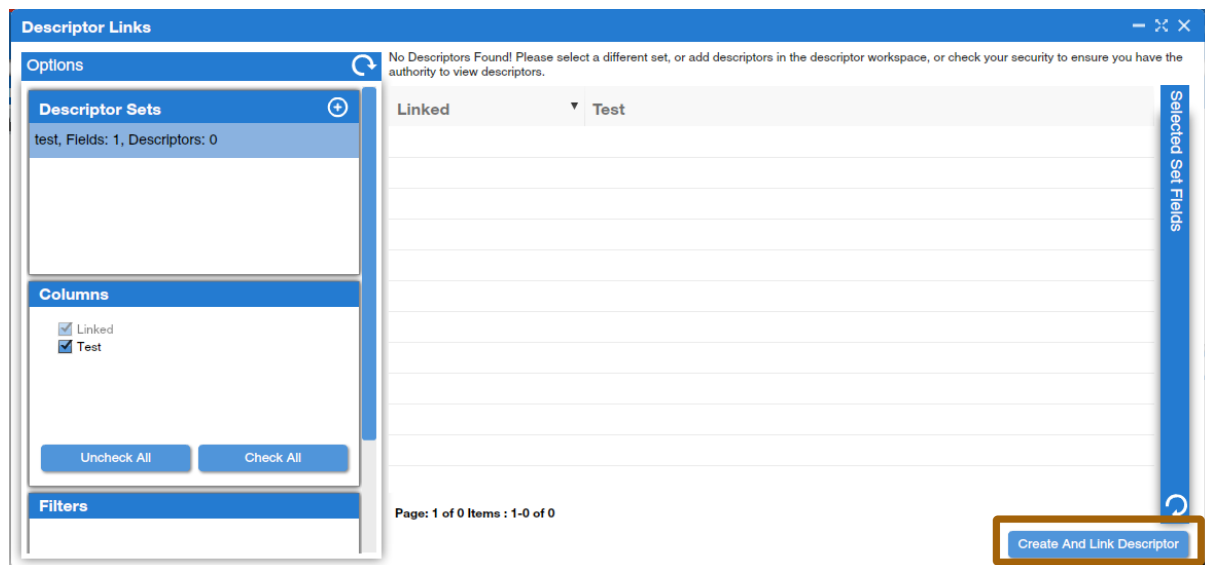 Descriptor Links
Options
No Descriptors Found! Please select a different set, or add descriptors in the descriptor workspace, or check your security to ensure you have the
authority to view descriptors.
Descriptor Sets
test, Fields: 1, Descriptors: 0
Columns
Linked
Test
Uncheck All
Check All
Filters
Linked
Test
Page: 1 of 0 Items : 1-0 of 0
Selected Set Fields
Create And Link Descriptor